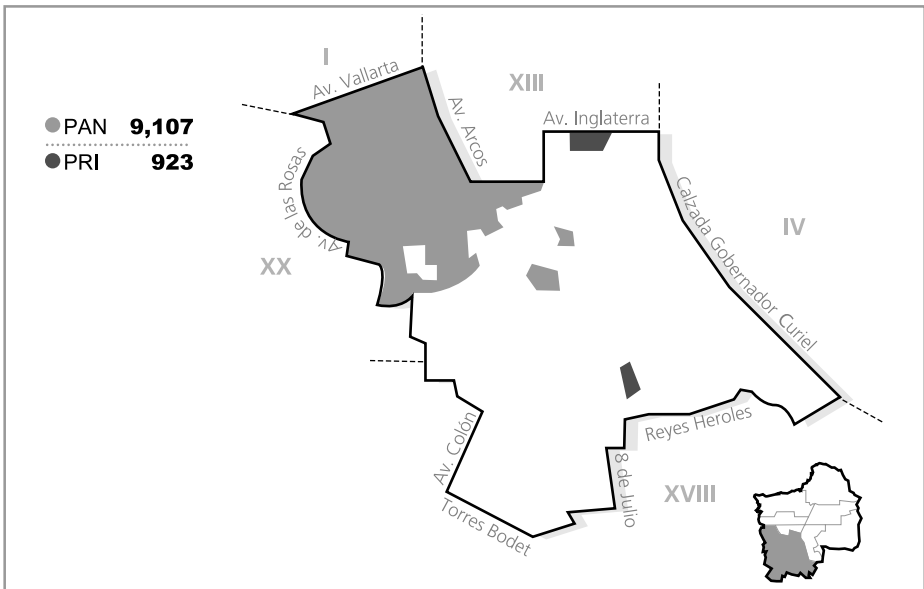 I
Av. Vallarta
XIII
Av. Arcos
Av. Inglaterra
PAN 9,107
PRI 923
Av. de las Rosas
Calzada Gobernador Curiel
IV
XX
Reyes Heroles
Av. Colón
8 de Julio
XVIII
Torres Bodet